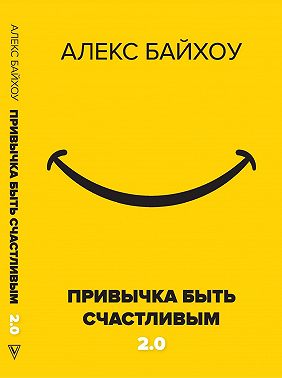 АЛЕКС БАЙХОУ
ПРИВЫЧКА БЫТЬ СЧАСТЛИВЫМ
2.0
АЛЕКС БАЙХОУ
ПРИВЫЧКА БЫТЬ
СЧАСТЛИВЫМ
2.0